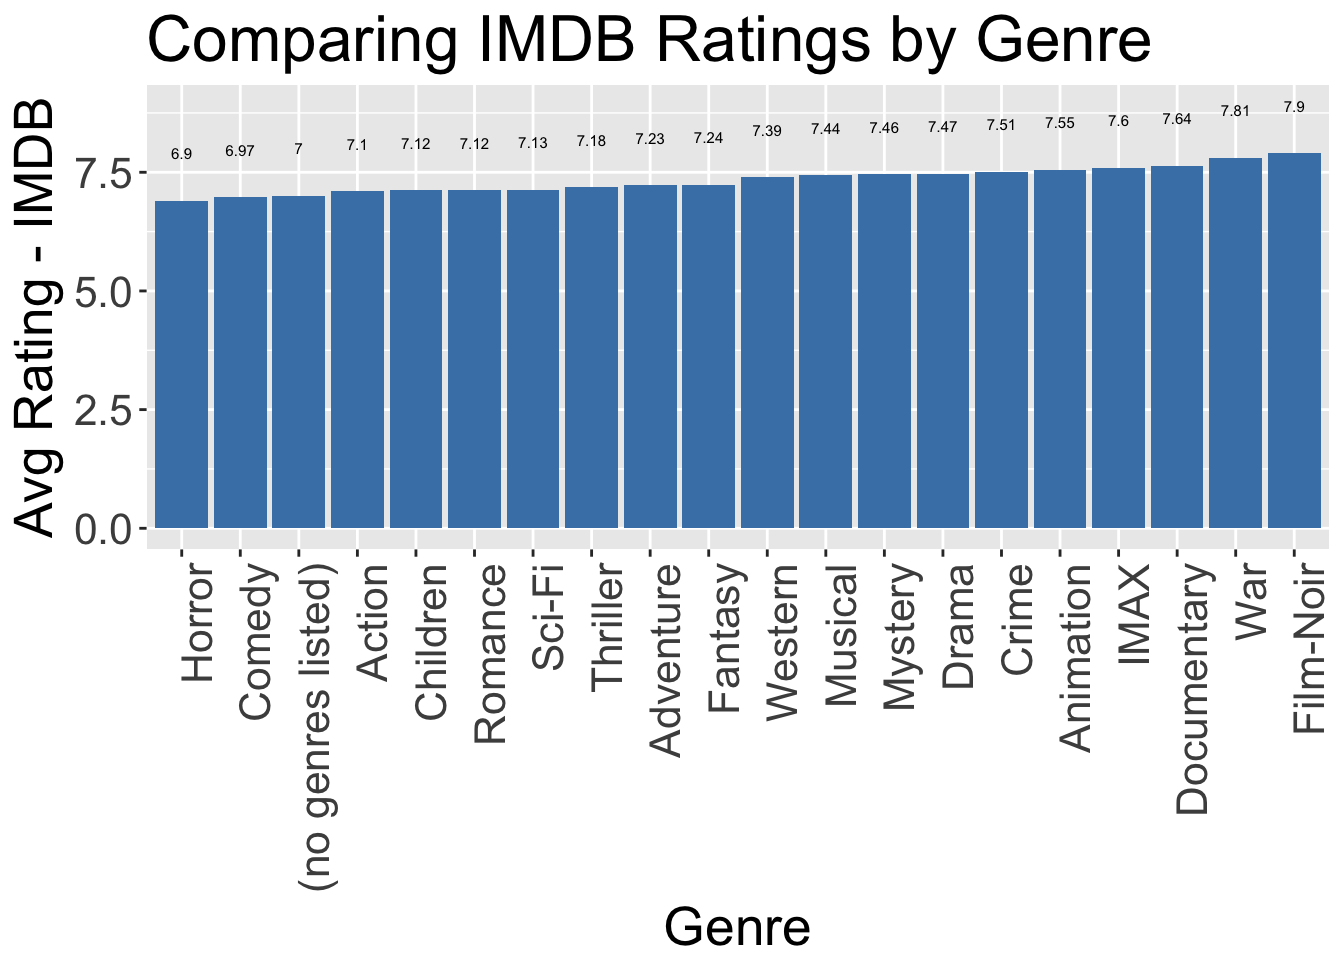 Comparing IMDB Ratings by Genre
Avg Rating - IMDB
7.5
5.0
2.5
0.0
6.9 6.97 7 7.1 7.12 7.12 7.13 7.18 7.23 7.24 7.39 7.44 7.46 7.47 7.51 7.55 7.6 7.64 7.81 7.9
Horror
Comedy
(no genres listed)
Action
Children
Romance
Sci-Fi
Thriller
Adventure
Fantasy
Western
Musical
Mystery
Drama
Crime
Animation
IMAX
Documentary
War
Film-Noir
Genre